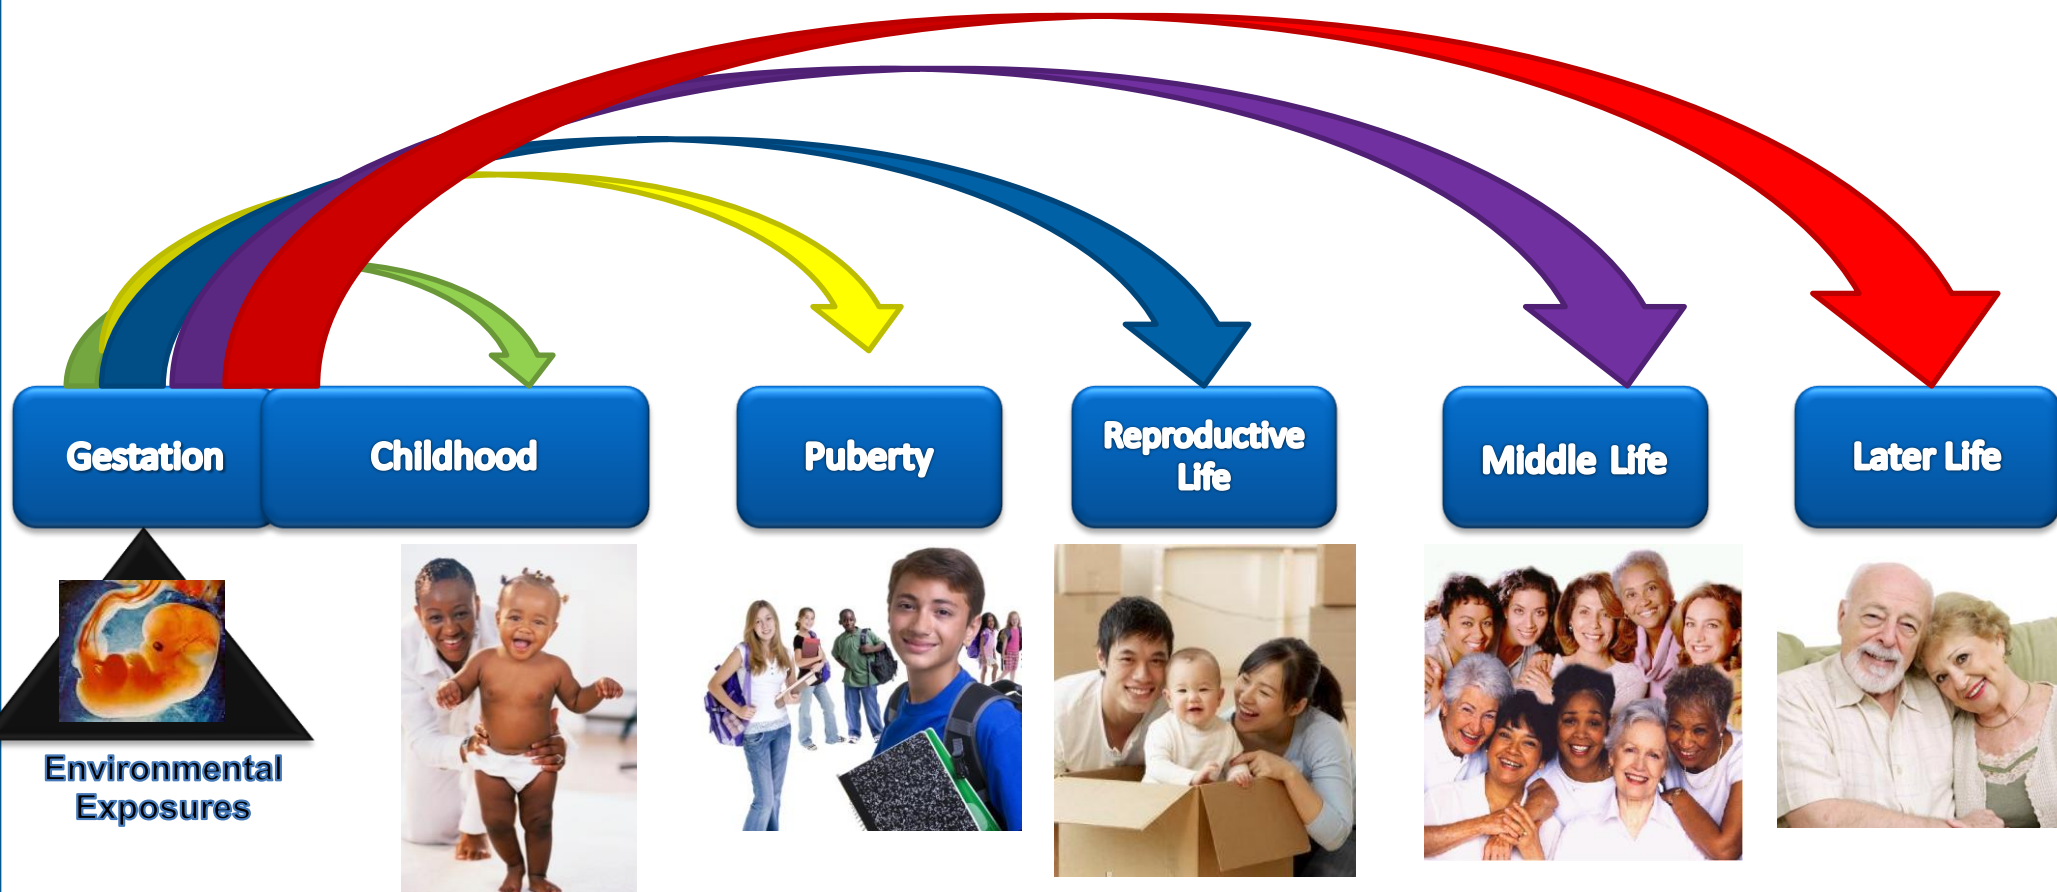 Gestation
Childhood
Puberty
Reproductive
Life
Middle Life
Later Life
Environmental
Exposures